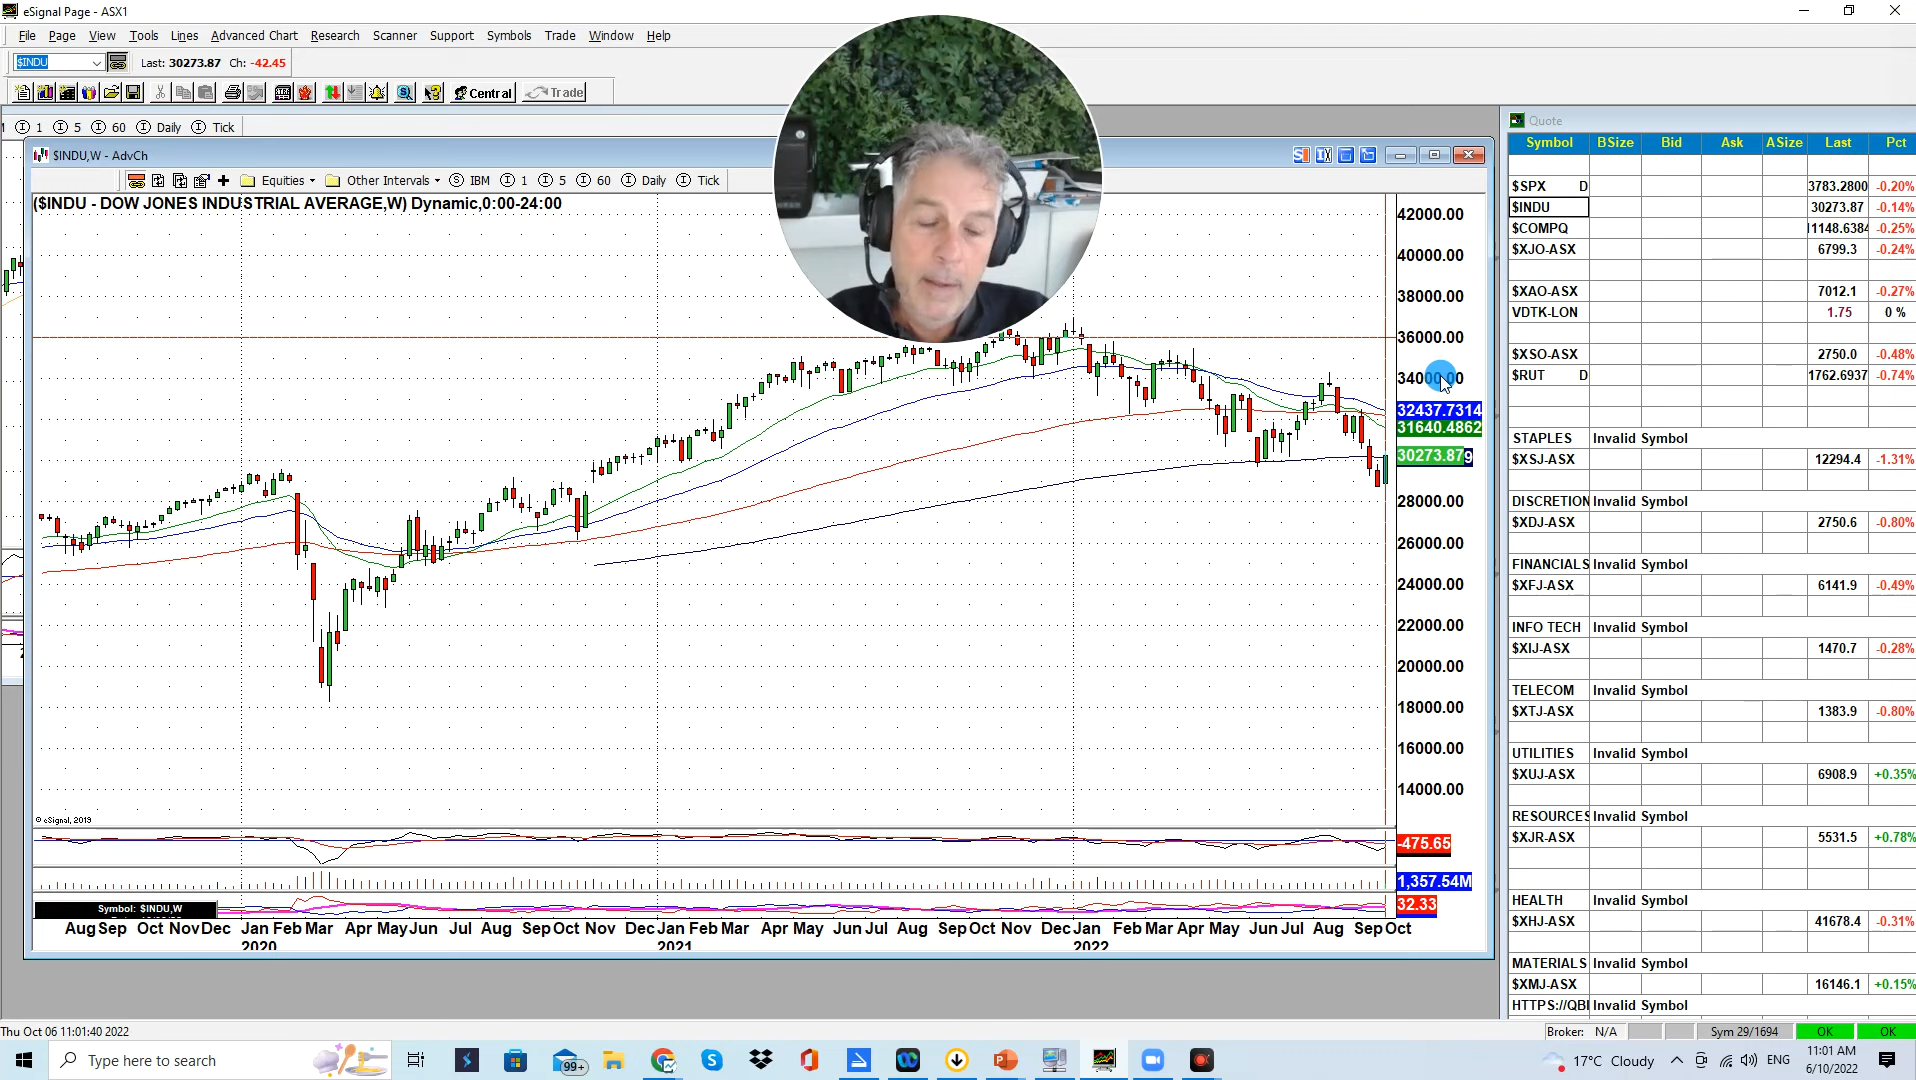 eSignal Page - ASX1
File Page View Tools Lines Advanced Chart Research Scanner Support Symbols Trade Window Help
$INDU Last: 30273.87 Ch: -42.45
Central Trade
1 5 60 Daily Tick
Quote
$INDU,W - AdvCh
Symbol BSize Bid Ask ASize Last Pct
Equities Other Intervals IBM 1 5 60 Daily Tick
($INDU - DOW JONES INDUSTRIAL AVERAGE,W) Dynamic,0:00-24:00
42000.00
40000.00
38000.00
36000.00
34000.00
32437.7314
31640.4862
30273.879
28000.00
26000.00
24000.00
22000.00
20000.00
18000.00
16000.00
14000.00
© eSignal, 2019
-475.65
1,357.54M
32.33
Symbol: $INDU,W
Aug Sep Oct Nov Dec Jan Feb Mar Apr May Jun Jul Aug Sep Oct Nov Dec Jan Feb Mar Apr May Jun Jul Aug Sep Oct Nov Dec Jan Feb Mar Apr May Jun Jul Aug Sep Oct
2020 2021 2022
$SPX D 3783.2800 -0.20%
$INDU 30273.87 -0.14%
$COMPQ 11148.6384 -0.25%
$XJO-ASX 6799.3 -0.24%
$XAO-ASX 7012.1 -0.27%
VDTK-LON 1.75 0 %
$XSO-ASX 2750.0 -0.48%
$RUT D 1762.6937 -0.74%
STAPLES Invalid Symbol
$XSJ-ASX 12294.4 -1.31%
DISCRETION Invalid Symbol
$XDJ-ASX 2750.6 -0.80%
FINANCIALS Invalid Symbol
$XFJ-ASX 6141.9 -0.49%
INFO TECH Invalid Symbol
$XIJ-ASX 1470.7 -0.28%
TELECOM Invalid Symbol
$XTJ-ASX 1383.9 -0.80%
UTILITIES Invalid Symbol
$XUJ-ASX 6908.9 +0.35%
RESOURCES Invalid Symbol
$XJR-ASX 5531.5 +0.78%
HEALTH Invalid Symbol
$XHJ-ASX 41678.4 -0.31%
MATERIALS Invalid Symbol
$XMJ-ASX 16146.1 +0.15%
HTTPS://QBI Invalid Symbol
Thu Oct 06 11:01:40 2022
Broker: N/A Sym 29/1694 OK OK
Type here to search
99+
17°C Cloudy ENG
11:01 AM
6/10/2022